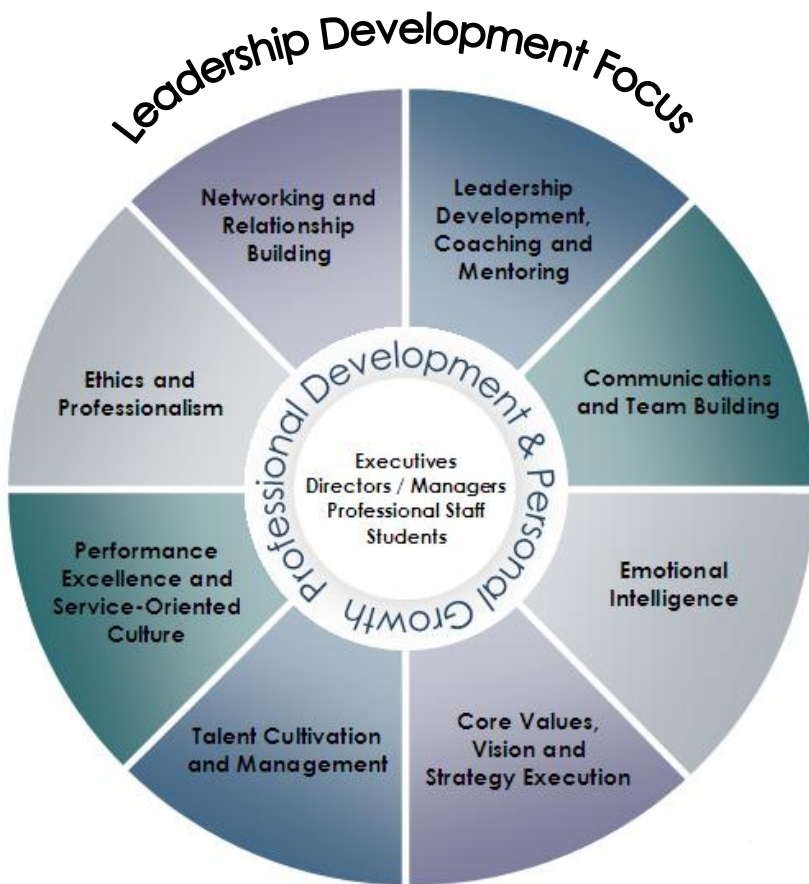 Leadership Development Focus
Networking and
Relationship
Building
Leadership
Development,
Coaching and
Mentoring
Communications
and Team Building
Emotional
Intelligence
Core Values,
Vision and
Strategy Execution
Talent Cultivation
and Management
Performance
Excellence and
Service-Oriented
Culture
Ethics and
Professionalism
Professional Development & Personal Growth
Executives
Directors / Managers
Professional Staff
Students